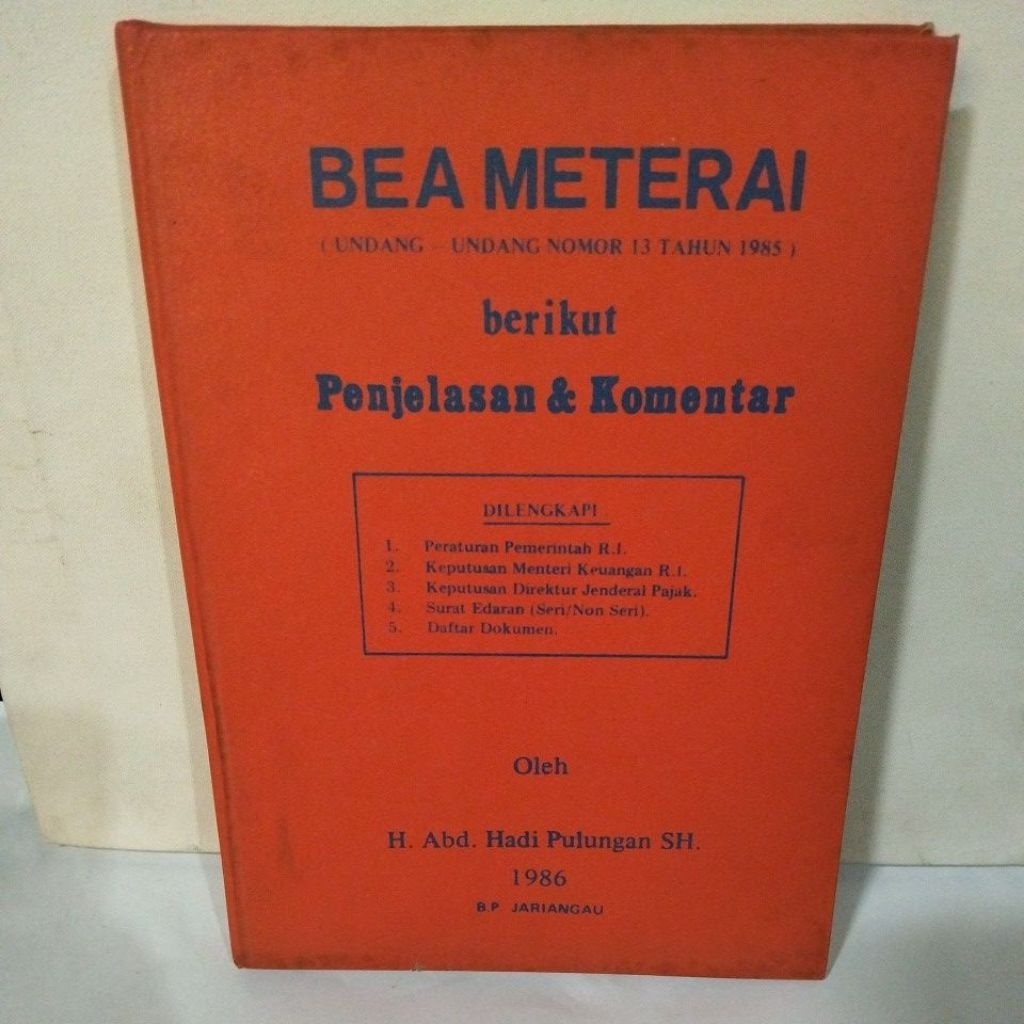 BEA METERAI
( UNDANG - UNDANG NOMOR 13 TAHUN 1985 )
berikut
Penjelasan & Komentar
DILENGKAPI
1. Peraturan Pemerintah R.I.
2. Keputusan Menteri Keuangan R.I.
3. Keputusan Direktur Jenderal Pajak.
4. Surat Edaran (Seri/Non Seri).
5. Daftar Dokumen.
Oleh
H. Abd. Hadi Pulungan SH.
1986
B.P. JARIANGAU